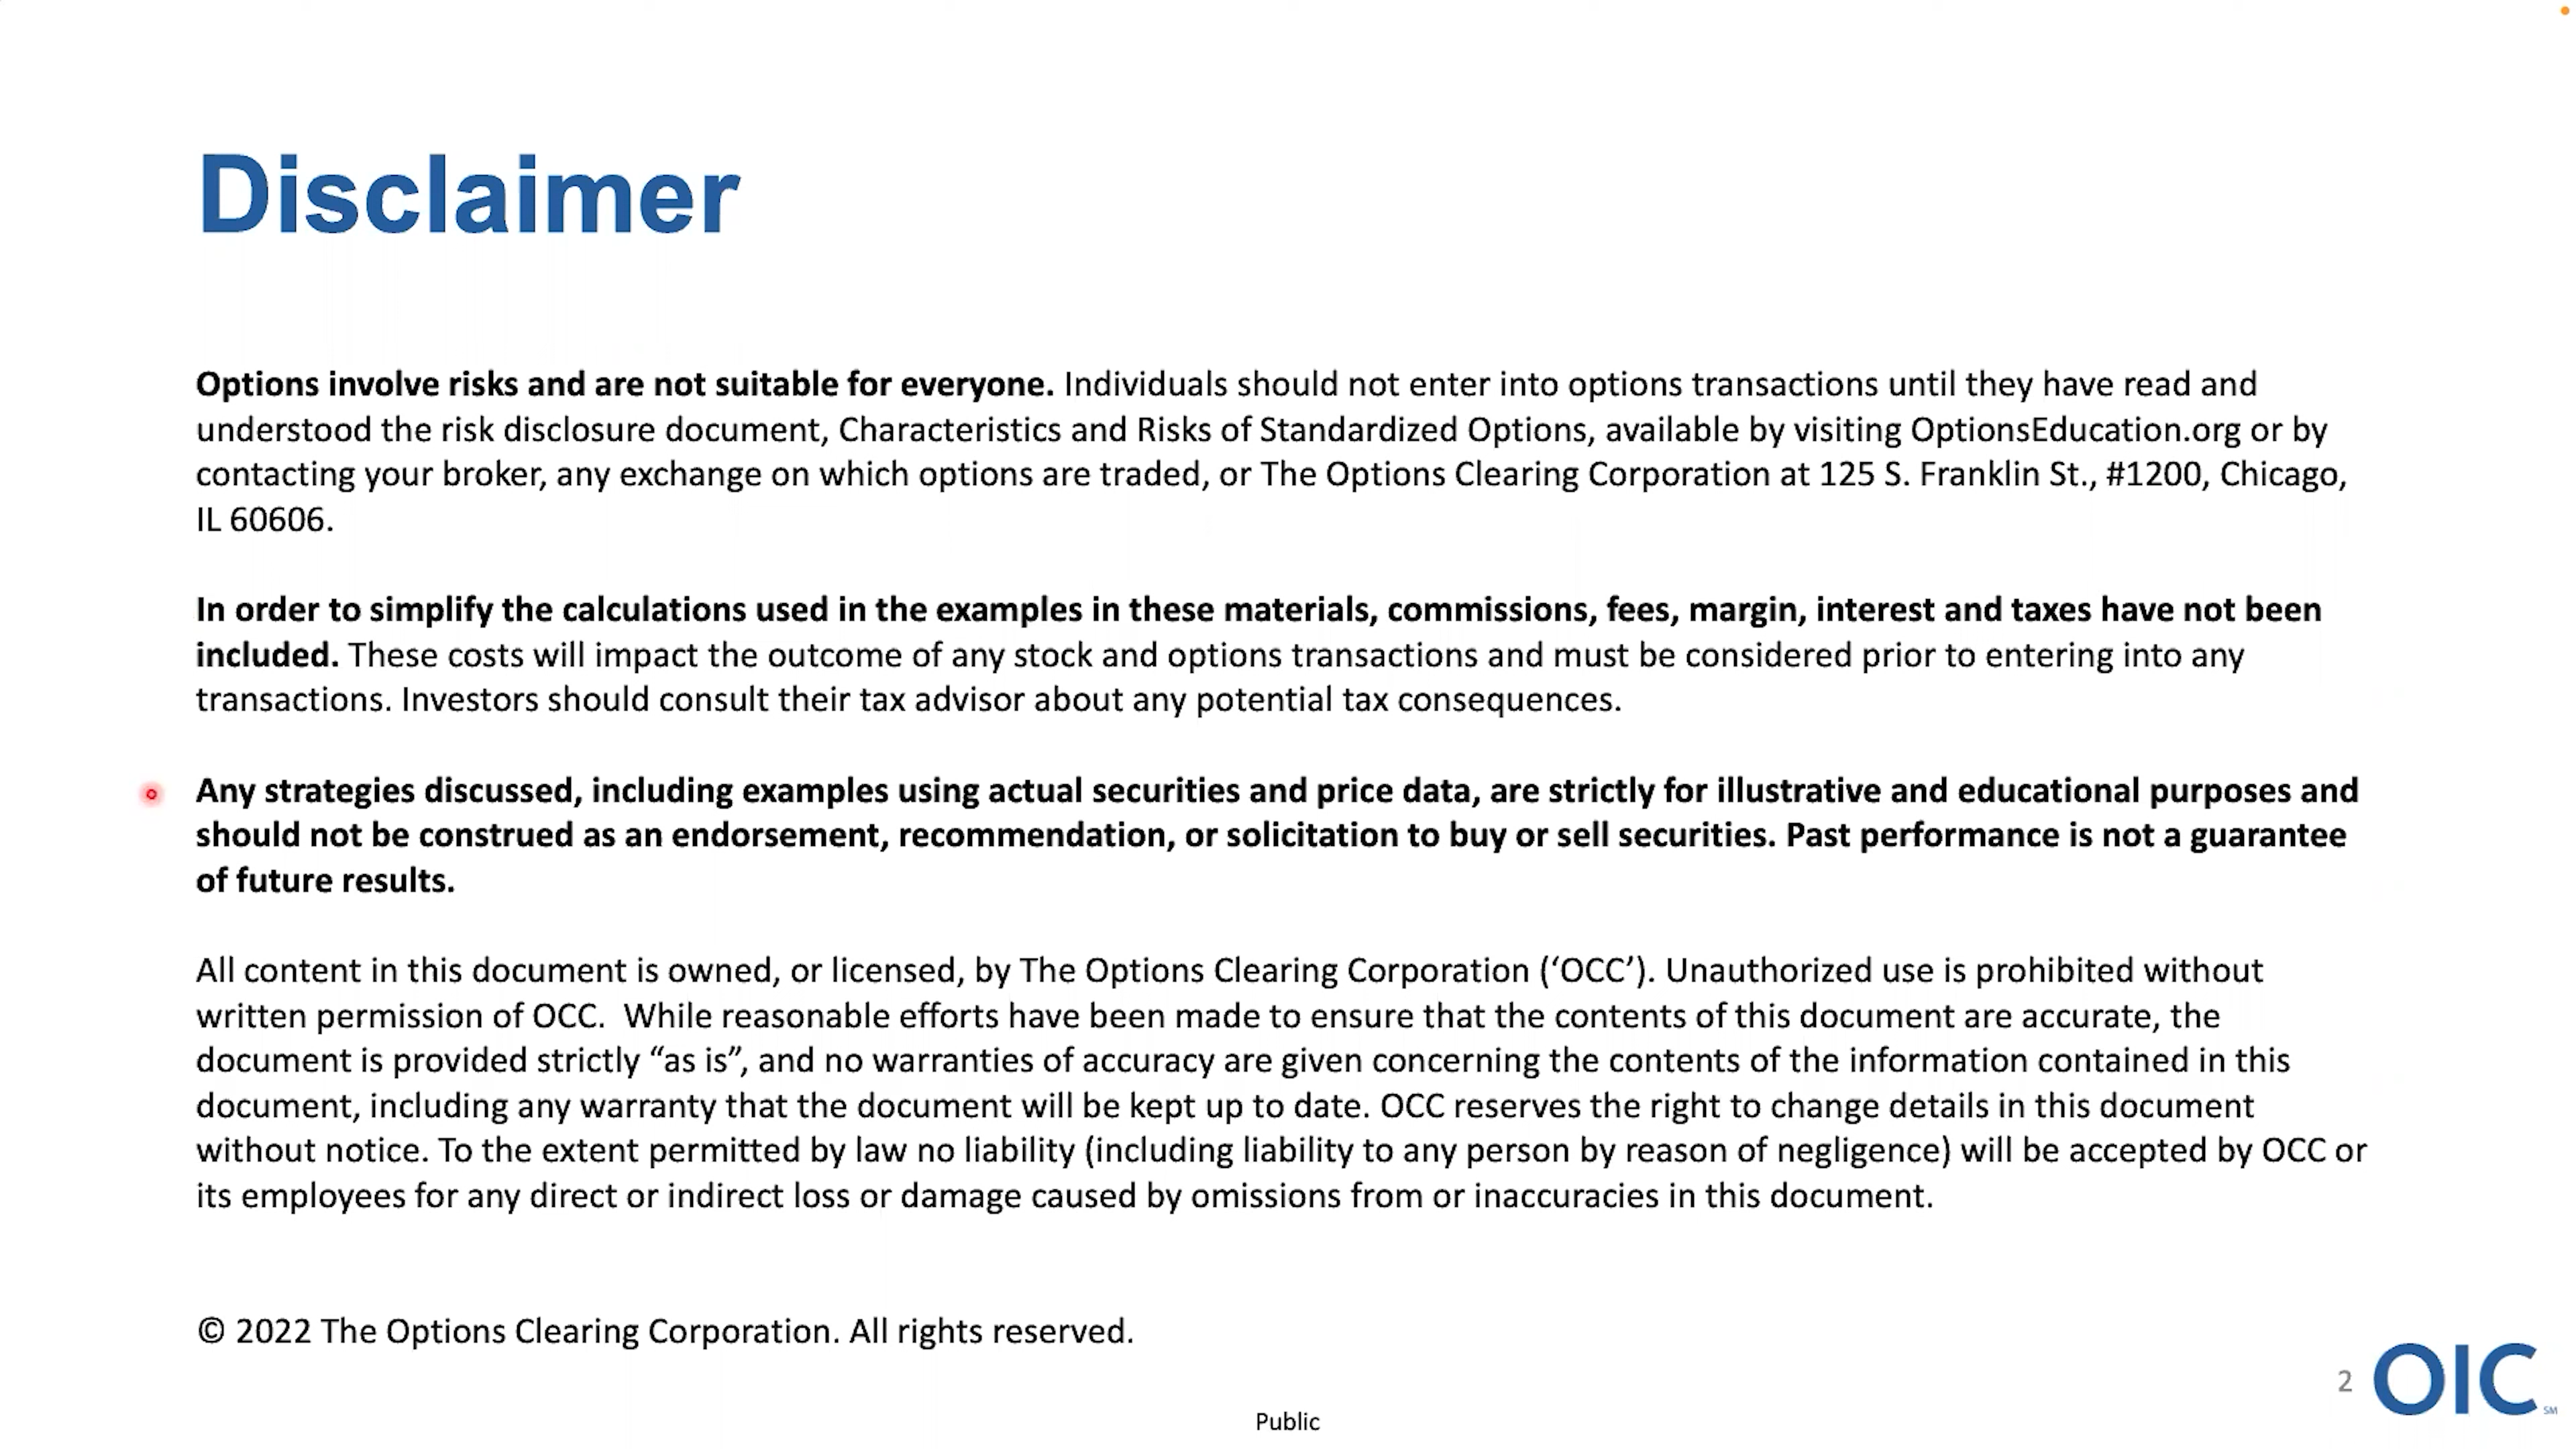 Disclaimer
Options involve risks and are not suitable for everyone. Individuals should not enter into options transactions until they have read and
understood the risk disclosure document, Characteristics and Risks of Standardized Options, available by visiting OptionsEducation.org or by
contacting your broker, any exchange on which options are traded, or The Options Clearing Corporation at 125 S. Franklin St., #1200, Chicago,
IL 60606.
In order to simplify the calculations used in the examples in these materials, commissions, fees, margin, interest and taxes have not been
included. These costs will impact the outcome of any stock and options transactions and must be considered prior to entering into any
transactions. Investors should consult their tax advisor about any potential tax consequences.
Any strategies discussed, including examples using actual securities and price data, are strictly for illustrative and educational purposes and
should not be construed as an endorsement, recommendation, or solicitation to buy or sell securities. Past performance is not a guarantee
of future results.
All content in this document is owned, or licensed, by The Options Clearing Corporation (‘OCC’). Unauthorized use is prohibited without
written permission of OCC.  While reasonable efforts have been made to ensure that the contents of this document are accurate, the
document is provided strictly “as is”, and no warranties of accuracy are given concerning the contents of the information contained in this
document, including any warranty that the document will be kept up to date. OCC reserves the right to change details in this document
without notice. To the extent permitted by law no liability (including liability to any person by reason of negligence) will be accepted by OCC or
its employees for any direct or indirect loss or damage caused by omissions from or inaccuracies in this document.
© 2022 The Options Clearing Corporation. All rights reserved.
2 OIC SM
Public